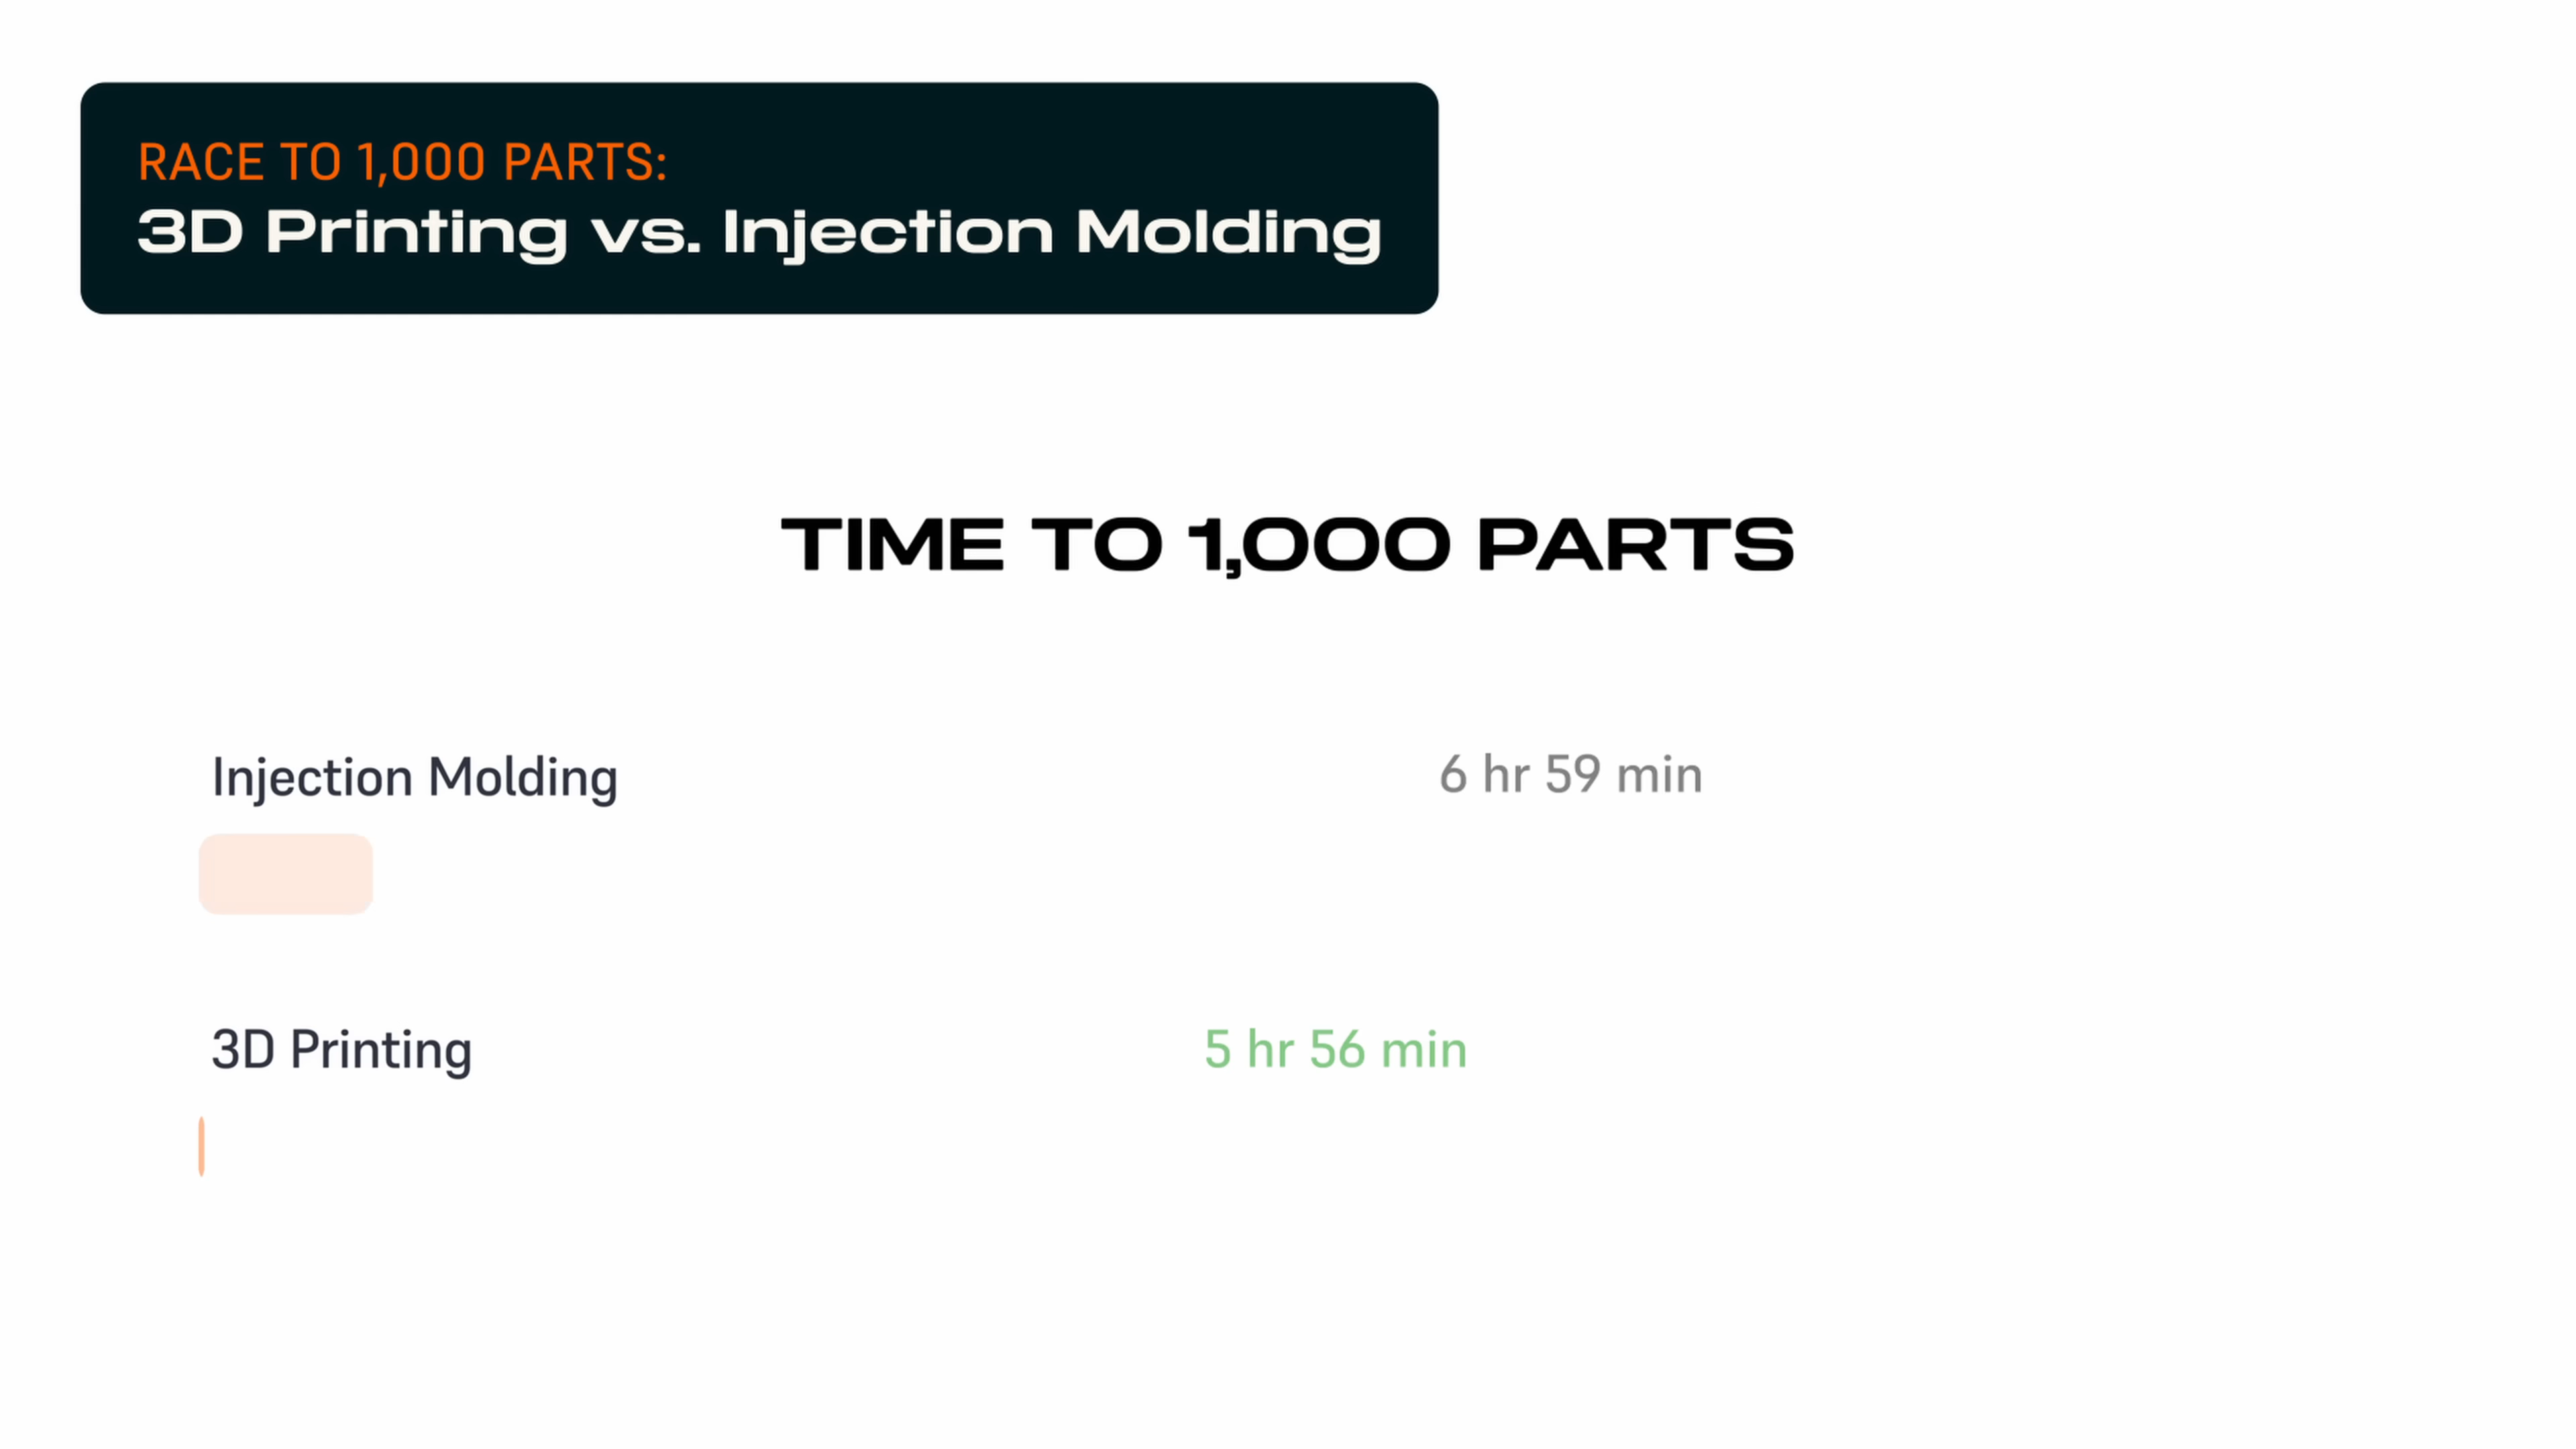 RACE TO 1,000 PARTS:
3D Printing vs. Injection Molding
TIME TO 1,000 PARTS
Injection Molding
6 hr 59 min
3D Printing
5 hr 56 min